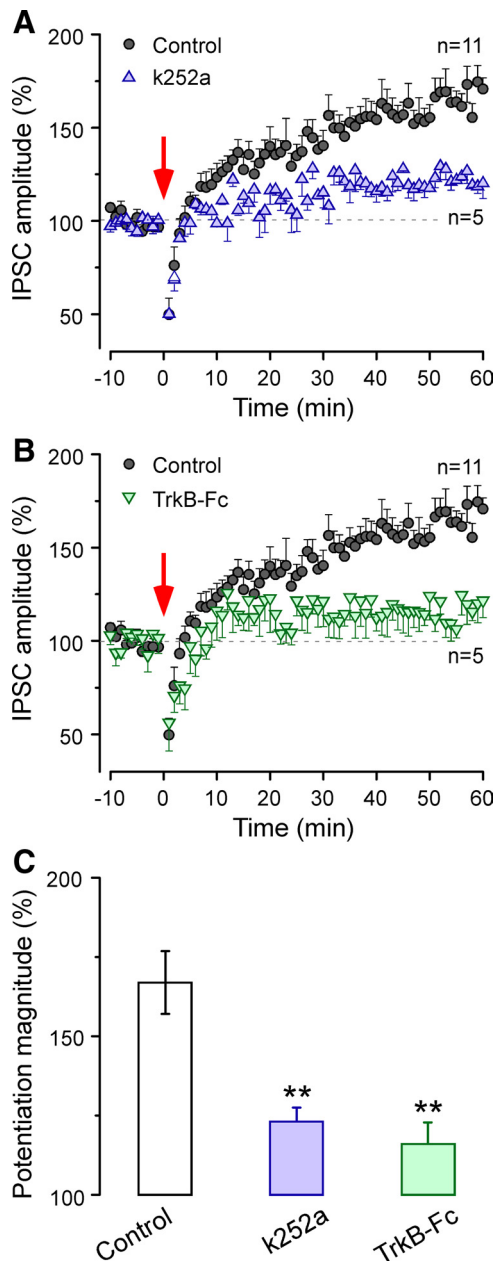 A
200
150
100
50
IPSC amplitude (%)
Control
k252a
n=11
n=5
-10 0 10 20 30 40 50 60
Time (min)
B
200
150
100
50
IPSC amplitude (%)
Control
TrkB-Fc
n=11
n=5
-10 0 10 20 30 40 50 60
Time (min)
C
200
150
100
Potentiation magnitude (%)
**
**
Control
k252a
TrkB-Fc